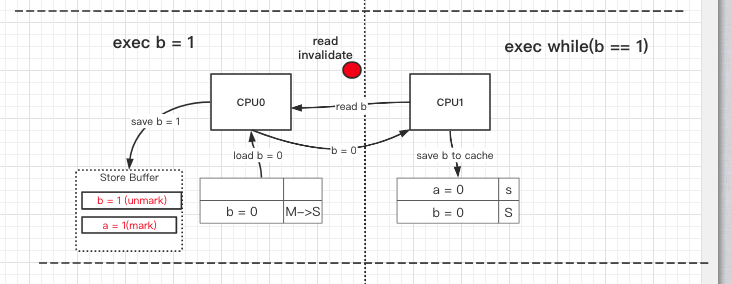 exec b = 1
read
invalidate
exec while(b == 1)
CPU0
CPU1
read b
save b = 1
load b = 0
b = 0
save b to cache
Store Buffer
b = 1 (unmark)
a = 1(mark)
b = 0
M->S
a = 0
s
b = 0
S